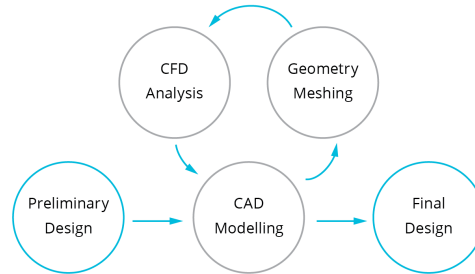 CFD
Analysis
Geometry
Meshing
Preliminary
Design
CAD
Modelling
Final
Design